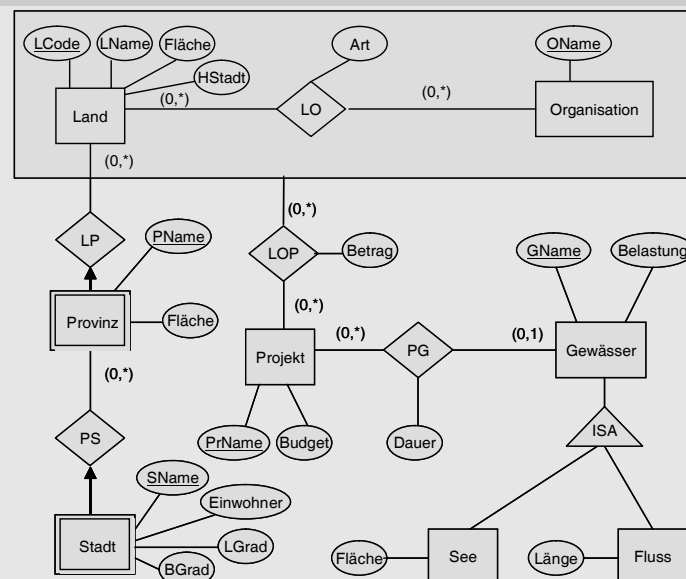 LCode LName Fläche Art OName
HStadt
(0,*) (0,*)
Land LO Organisation
(0,*)
(0,*)
LP PName GName Belastung
LOP Betrag
(0,*)
Provinz Fläche
(0,*) (0,1)
Projekt PG Gewässer
(0,*)
ISA
PS PrName Budget Dauer
SName
Einwohner
Stadt LGrad
Fläche See Länge Fluss
BGrad